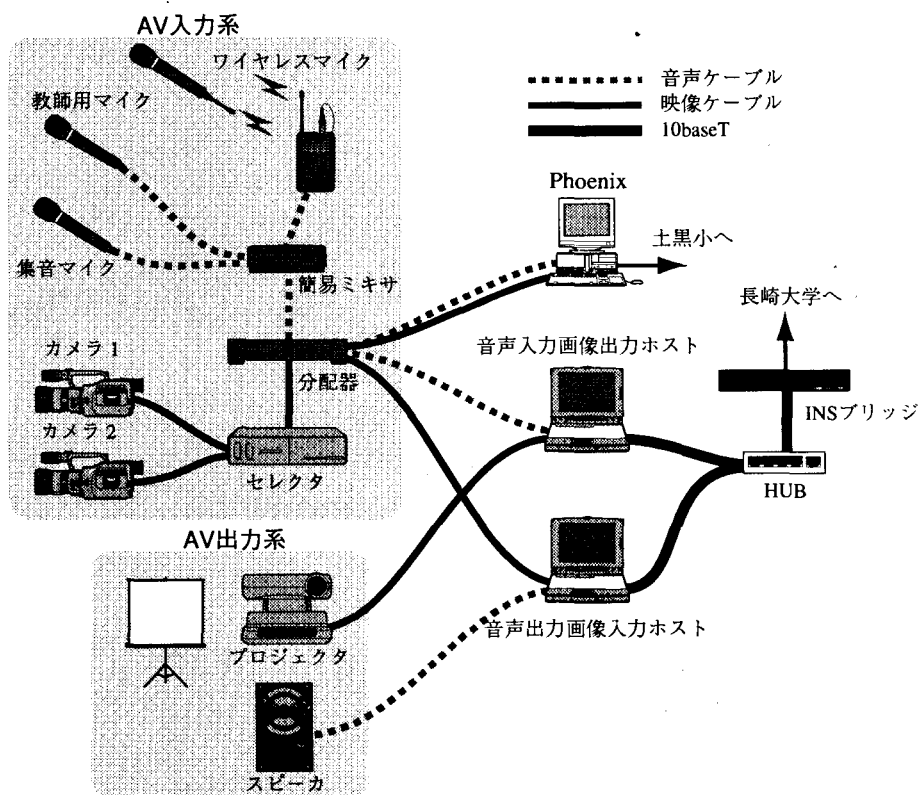 AV入力系
ワイヤレスマイク
教師用マイク
集音マイク
簡易ミキサ
分配器
カメラ1
カメラ2
セレクタ
音声ケーブル
映像ケーブル
10baseT
Phoenix
土黒小へ
長崎大学へ
音声入力画像出力ホスト
INSブリッジ
HUB
音声出力画像入力ホスト
AV出力系
プロジェクタ
スピーカ